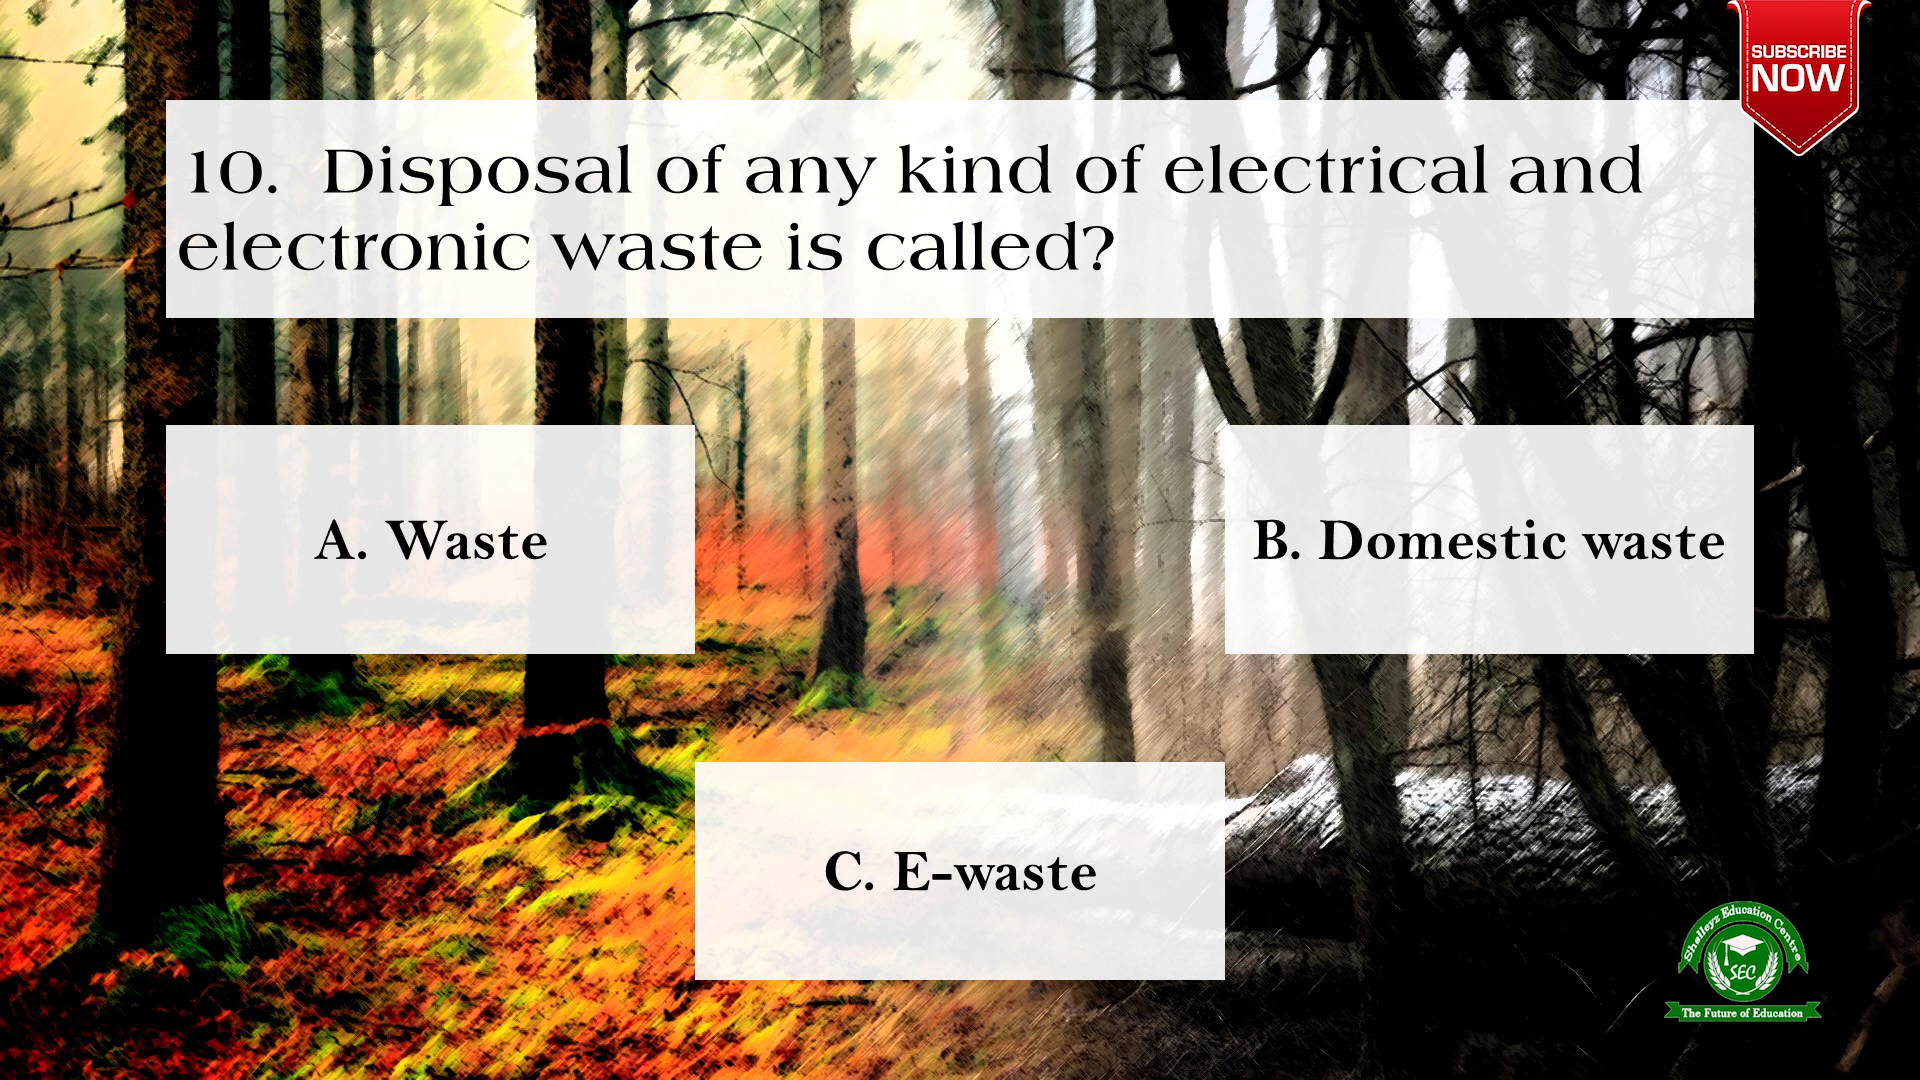 SUBSCRIBE
NOW
10. Disposal of any kind of electrical and
electronic waste is called?
A. Waste
B. Domestic waste
C. E-waste
Shelleyz Education Centre
SEC
The Future of Education